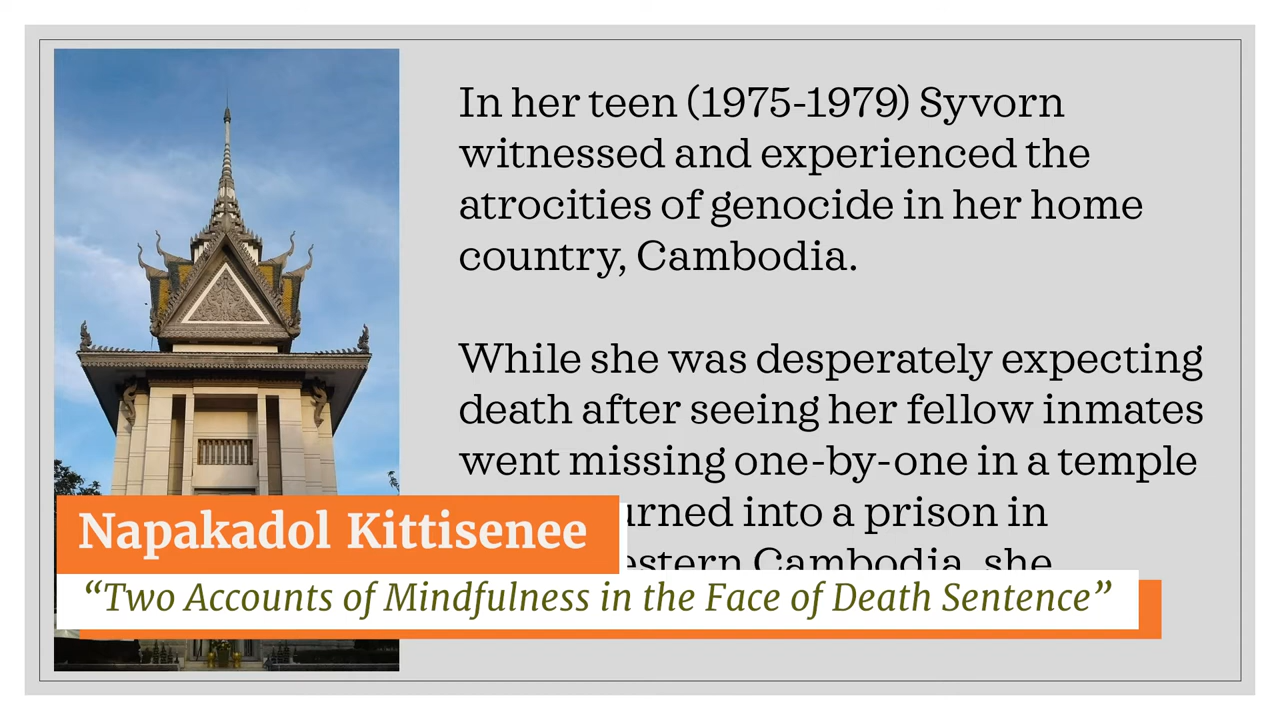 In her teen (1975-1979) Syvorn
witnessed and experienced the
atrocities of genocide in her home
country, Cambodia.
While she was desperately expecting
death after seeing her fellow inmates
went missing one-by-one in a temple
into a prison in
Cambodia, she
Napakadol Kittisenee
“Two Accounts of Mindfulness in the Face of Death Sentence”